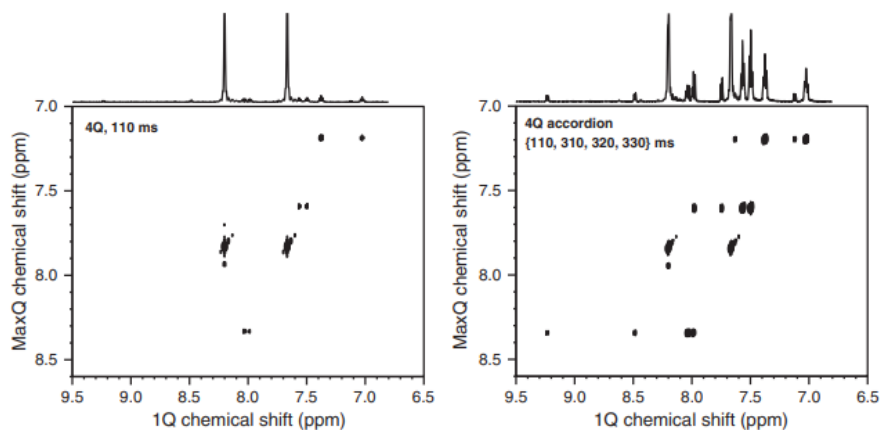 7.0
4Q, 110 ms
7.5
8.0
8.5
MaxQ chemical shift (ppm)
9.5 9.0 8.5 8.0 7.5 7.0 6.5
1Q chemical shift (ppm)
7.0
4Q accordion
{110, 310, 320, 330} ms
7.5
8.0
8.5
MaxQ chemical shift (ppm)
9.5 9.0 8.5 8.0 7.5 7.0 6.5
1Q chemical shift (ppm)